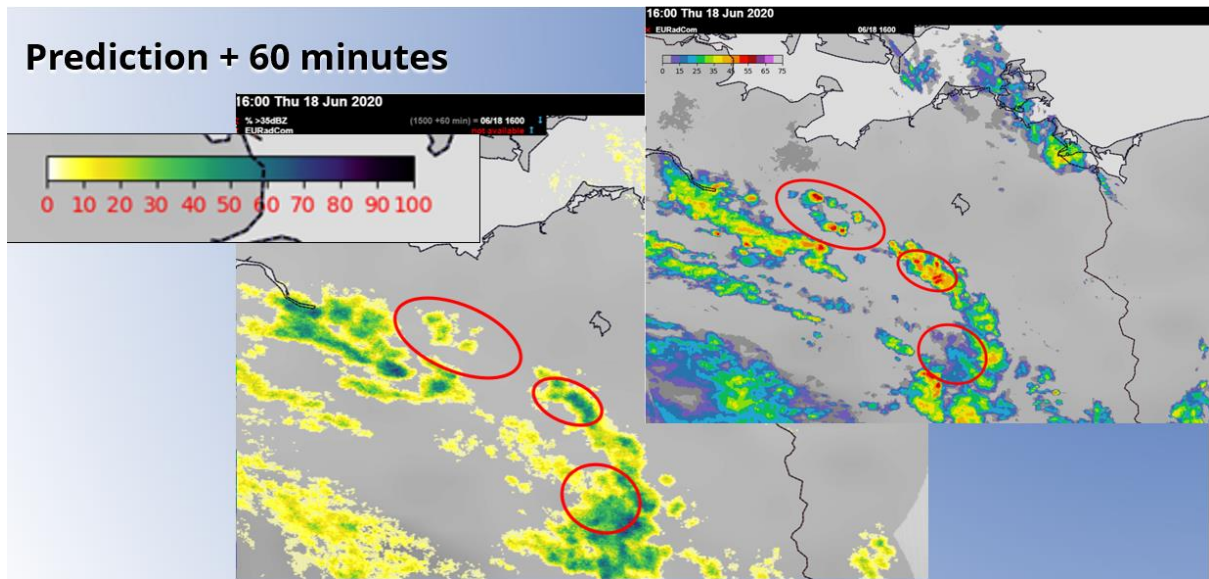 Prediction + 60 minutes
16:00 Thu 18 Jun 2020
% >35dBZ (1500 +60 min) = 06/18 1600
EURadCom not available
0 10 20 30 40 50 60 70 80 90 100
16:00 Thu 18 Jun 2020
EURadCom 06/18 1600
0 15 25 35 45 55 65 75